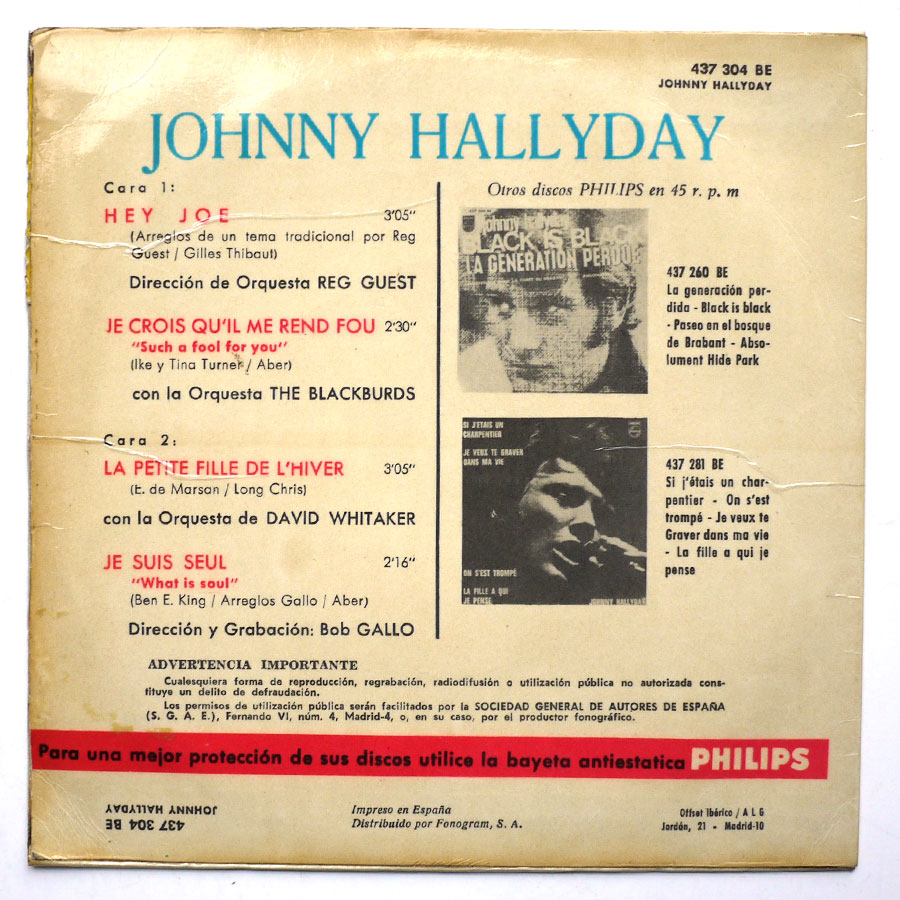 437 304 BE
JOHNNY HALLYDAY
JOHNNY HALLYDAY
Cara 1:
HEY JOE 3'05"
(Arreglos de un tema tradicional por Reg
Guest / Gilles Thibaut)
Dirección de Orquesta REG GUEST
JE CROIS QU'IL ME REND FOU 2'30"
"Such a fool for you"
(Ike y Tina Turner / Aber)
con la Orquesta THE BLACKBURDS
Cara 2:
LA PETITE FILLE DE L'HIVER 3'05"
(E. de Marsan / Long Chris)
con la Orquesta de DAVID WHITAKER
JE SUIS SEUL 2'16"
"What is soul"
(Ben E. King / Arreglos Gallo / Aber)
Dirección y Grabación: Bob GALLO
Otros discos PHILIPS en 45 r. p. m
BLACK IS BLACK
LA GENERATION PERDUE
437 260 BE
La generación per-
dida - Black is black
- Paseo en el bosque
de Brabant - Abso-
lument Hide Park
SI J'ETAIS UN
CHARPENTIER
JE VEUX TE GRAVER
DANS MA VIE
ON S'EST TROMPÉ
LA FILLE A QUI
JE PENSE
JOHNNY HALLYDAY
437 281 BE
Si j'étais un char-
pentier - On s'est
trompé - Je veux te
Graver dans ma vie
- La fille a qui je
pense
ADVERTENCIA IMPORTANTE
Cualesquiera forma de reproducción, regrabación, radiodifusión o utilización pública no autorizada cons-
tituye un delito de defraudación.
Los permisos de utilización pública serán facilitados por la SOCIEDAD GENERAL DE AUTORES DE ESPAÑA
(S. G. A. E.), Fernando VI, núm. 4, Madrid-4, o, en su caso, por el productor fonográfico.
Para una mejor protección de sus discos utilice la bayeta antiestatica PHILIPS
437 304 BE
JOHNNY HALLYDAY
Impreso en España
Distribuido por Fonogram, S. A.
Offset Ibérico / A L G
Jordán, 21 - Madrid-10